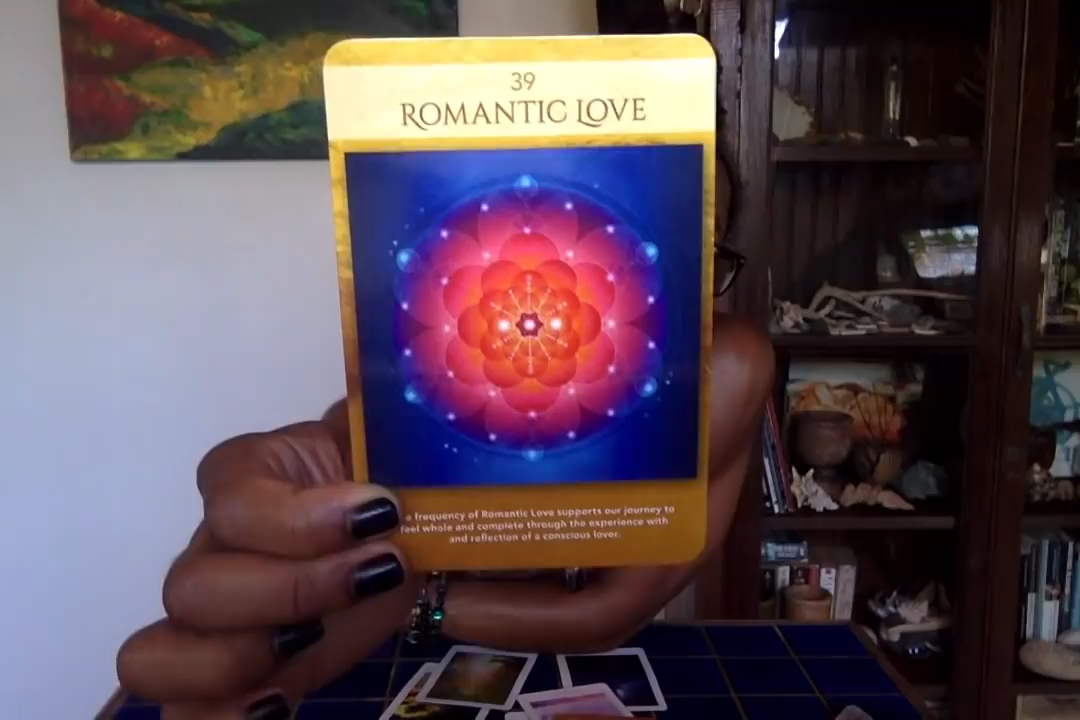 39
ROMANTIC LOVE
frequency of Romantic Love supports our journey to
feel whole and complete through the experience with
and reflection of a conscious lover.